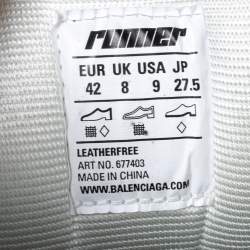 runner
EUR UK USA JP
42 8 9 27.5
LEATHERFREE
ART NO. 677403
MADE IN CHINA
WWW.BALENCIAGA.COM